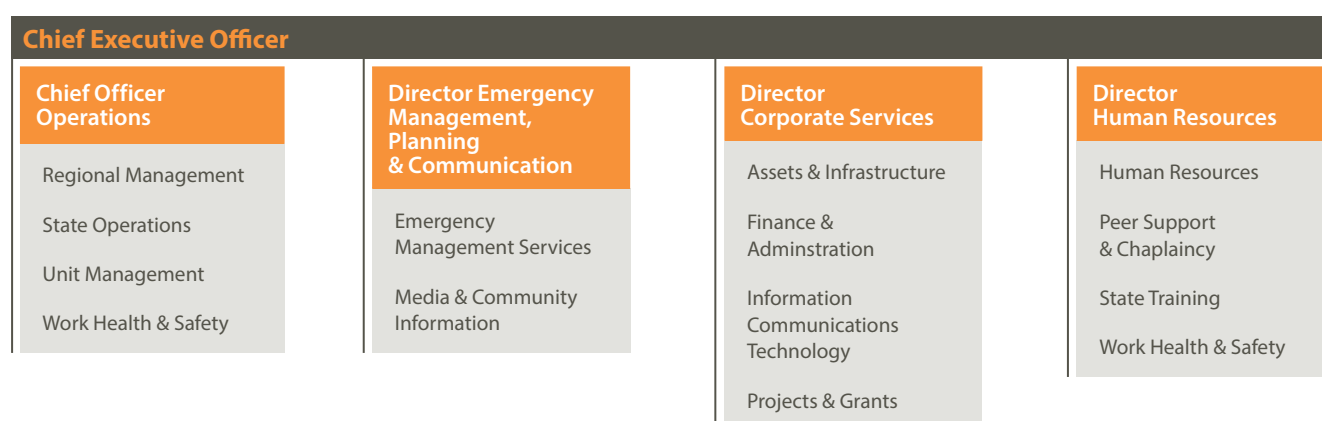 Chief Executive Officer
Chief Officer
Operations
Regional Management
State Operations
Unit Management
Work Health & Safety
Director Emergency
Management,
Planning
& Communication
Emergency
Management Services
Media & Community
Information
Director
Corporate Services
Assets & Infrastructure
Finance &
Adminstration
Information
Communications
Technology
Projects & Grants
Director
Human Resources
Human Resources
Peer Support
& Chaplaincy
State Training
Work Health & Safety